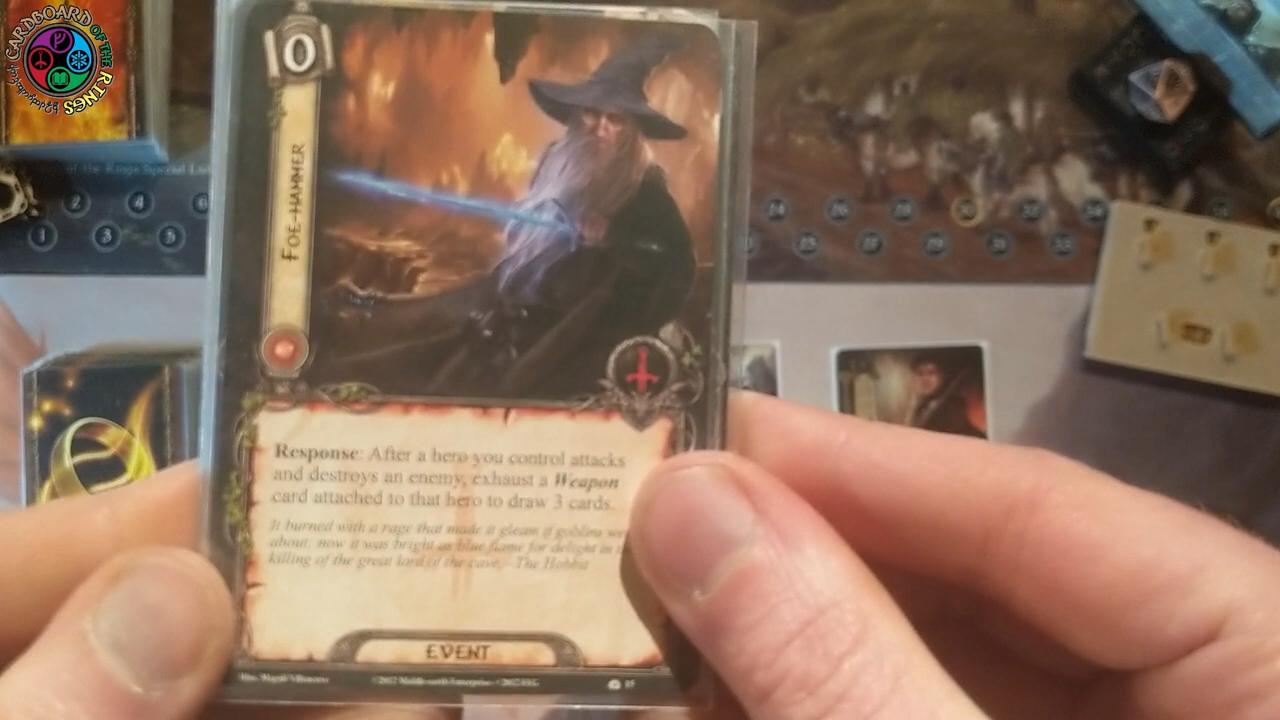 CARDBOARD OF THE RINGS
0
FOE-HAMMER
Response: After a hero you control attacks
and destroys an enemy, exhaust a Weapon
card attached to that hero to draw 3 cards.
It burned with a rage that made it gleam if goblins
about; now it was bright as blue flame for delight in
killing of the great lord of the cave. –The Hobbit
EVENT
2 4 6
1 3 5
24 26 28 30 32 34
25 27 29 31 33